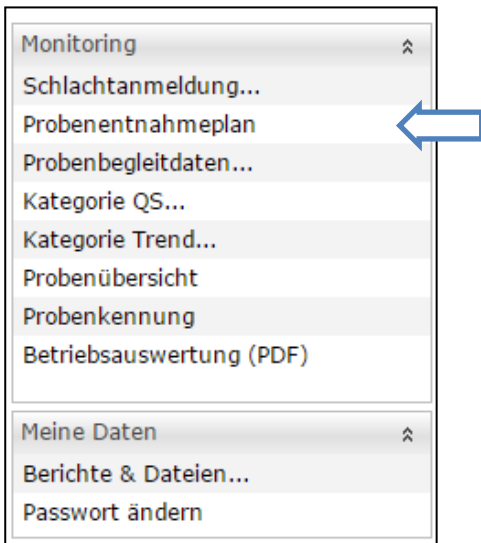 Monitoring
Schlachtanmeldung...
Probenentnahmeplan
Probenbegleitdaten...
Kategorie QS...
Kategorie Trend...
Probenübersicht
Probenkennung
Betriebsauswertung (PDF)
Meine Daten
Berichte & Dateien...
Passwort ändern